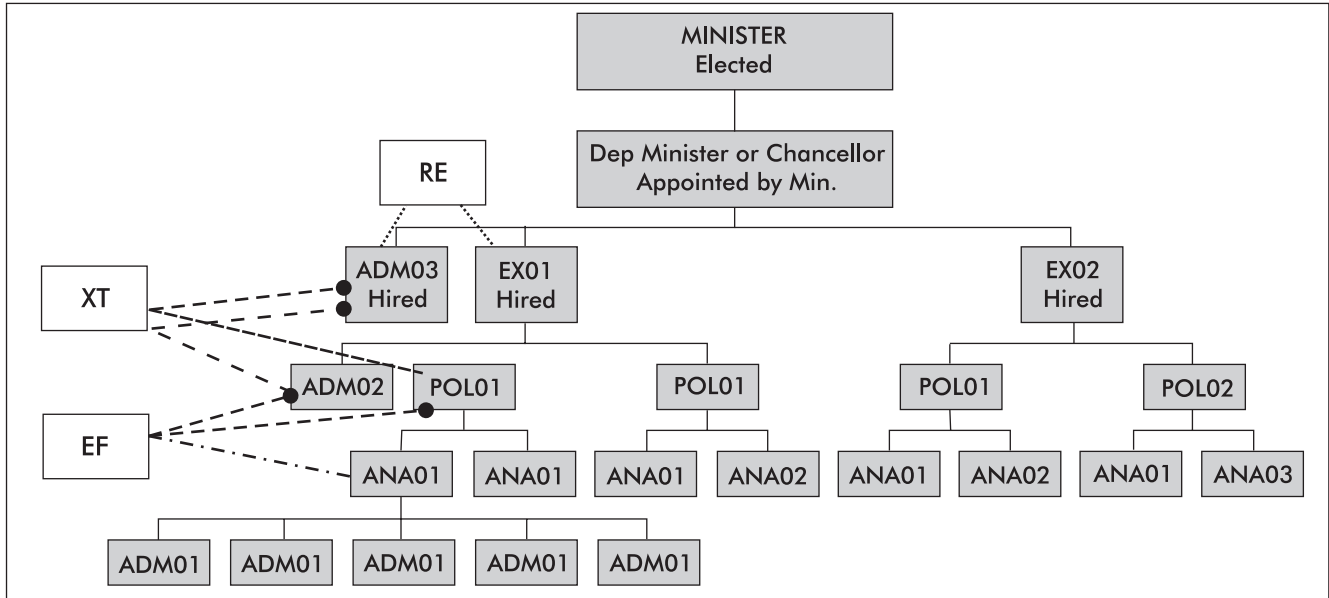 MINISTER
Elected
Dep Minister or Chancellor
Appointed by Min.
RE
ADM03
Hired
EX01
Hired
EX02
Hired
XT
ADM02
POL01
POL01
POL01
POL02
EF
ANA01
ANA01
ANA01
ANA02
ANA01
ANA02
ANA01
ANA03
ADM01
ADM01
ADM01
ADM01
ADM01